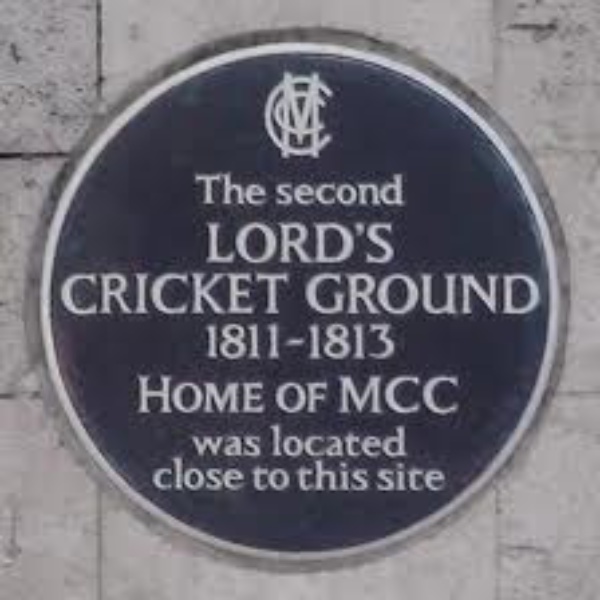 MCC
The second
LORD'S
CRICKET GROUND
1811-1813
HOME OF MCC
was located
close to this site